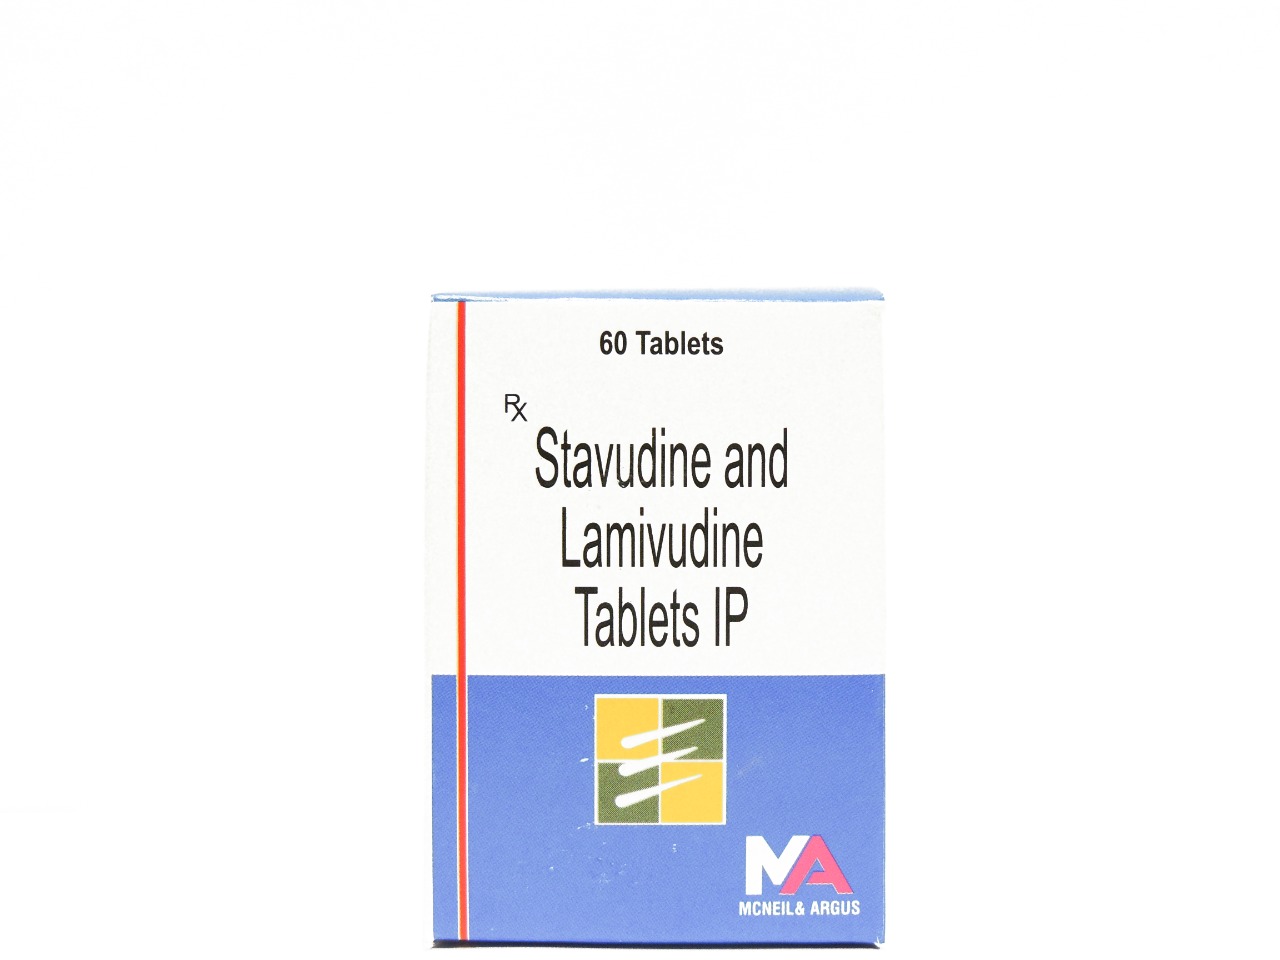 60 Tablets
Rx
Stavudine and
Lamivudine
Tablets IP
MA
MCNEIL& ARGUS